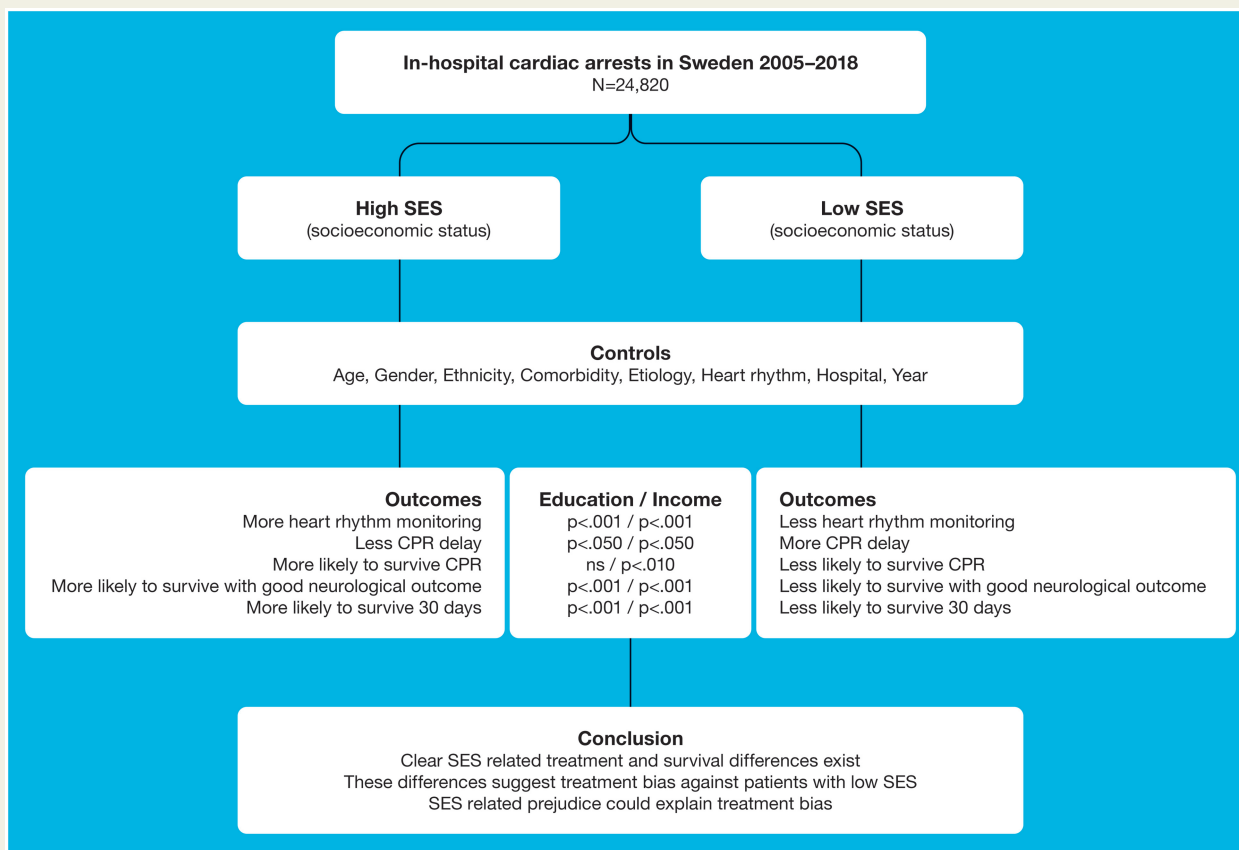 In-hospital cardiac arrests in Sweden 2005–2018
N=24,820
High SES
(socioeconomic status)
Low SES
(socioeconomic status)
Controls
Age, Gender, Ethnicity, Comorbidity, Etiology, Heart rhythm, Hospital, Year
Outcomes
More heart rhythm monitoring
Less CPR delay
More likely to survive CPR
More likely to survive with good neurological outcome
More likely to survive 30 days
Education / Income
p<.001 / p<.001
p<.050 / p<.050
ns / p<.010
p<.001 / p<.001
p<.001 / p<.001
Outcomes
Less heart rhythm monitoring
More CPR delay
Less likely to survive CPR
Less likely to survive with good neurological outcome
Less likely to survive 30 days
Conclusion
Clear SES related treatment and survival differences exist
These differences suggest treatment bias against patients with low SES
SES related prejudice could explain treatment bias